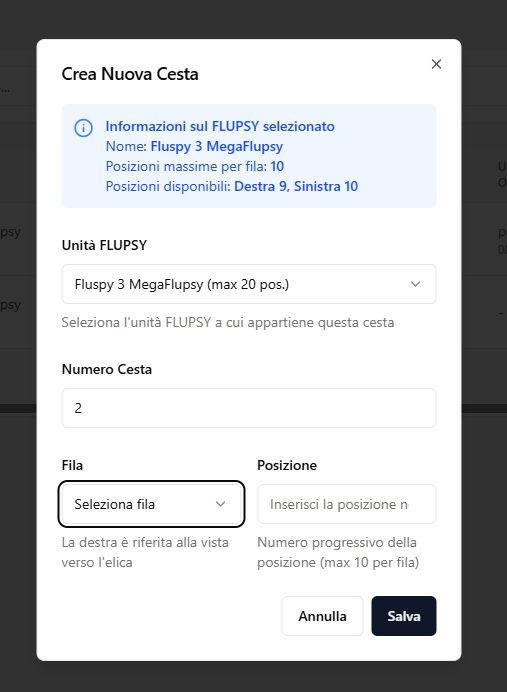 Crea Nuova Cesta
Informazioni sul FLUPSY selezionato
Nome: Fluspy 3 MegaFlupsy
Posizioni massime per fila: 10
Posizioni disponibili: Destra 9, Sinistra 10
Unità FLUPSY
Fluspy 3 MegaFlupsy (max 20 pos.)
Seleziona l'unità FLUPSY a cui appartiene questa cesta
Numero Cesta
2
Fila
Posizione
Seleziona fila
Inserisci la posizione n
La destra è riferita alla vista
verso l'elica
Numero progressivo della
posizione (max 10 per fila)
Annulla
Salva